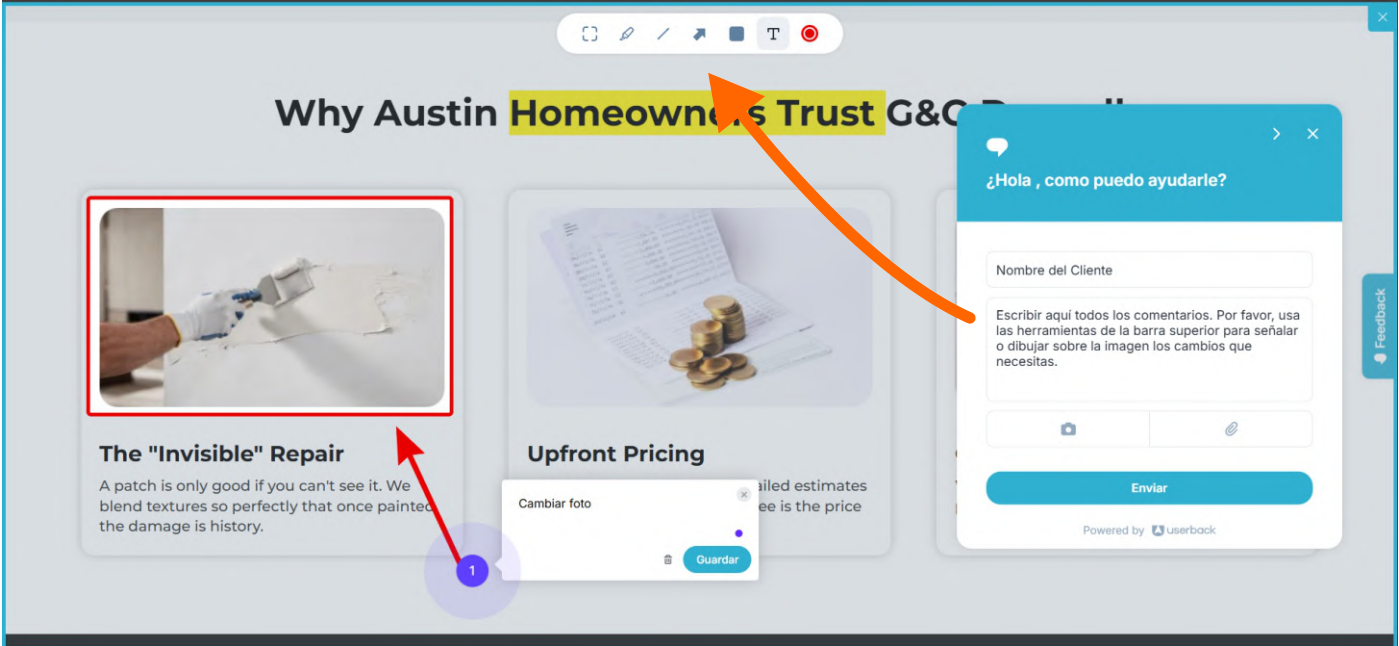 T
Why Austin Homeowners Trust G&C
¿Hola , como puedo ayudarle?
Nombre del Cliente
Escribir aquí todos los comentarios. Por favor, usa
las herramientas de la barra superior para señalar
o dibujar sobre la imagen los cambios que
necesitas.
Enviar
Powered by userback
Feedback
The "Invisible" Repair
A patch is only good if you can't see it. We
blend textures so perfectly that once painted
the damage is history.
Upfront Pricing
ailed estimates
ee is the price
Cambiar foto
Guardar
1